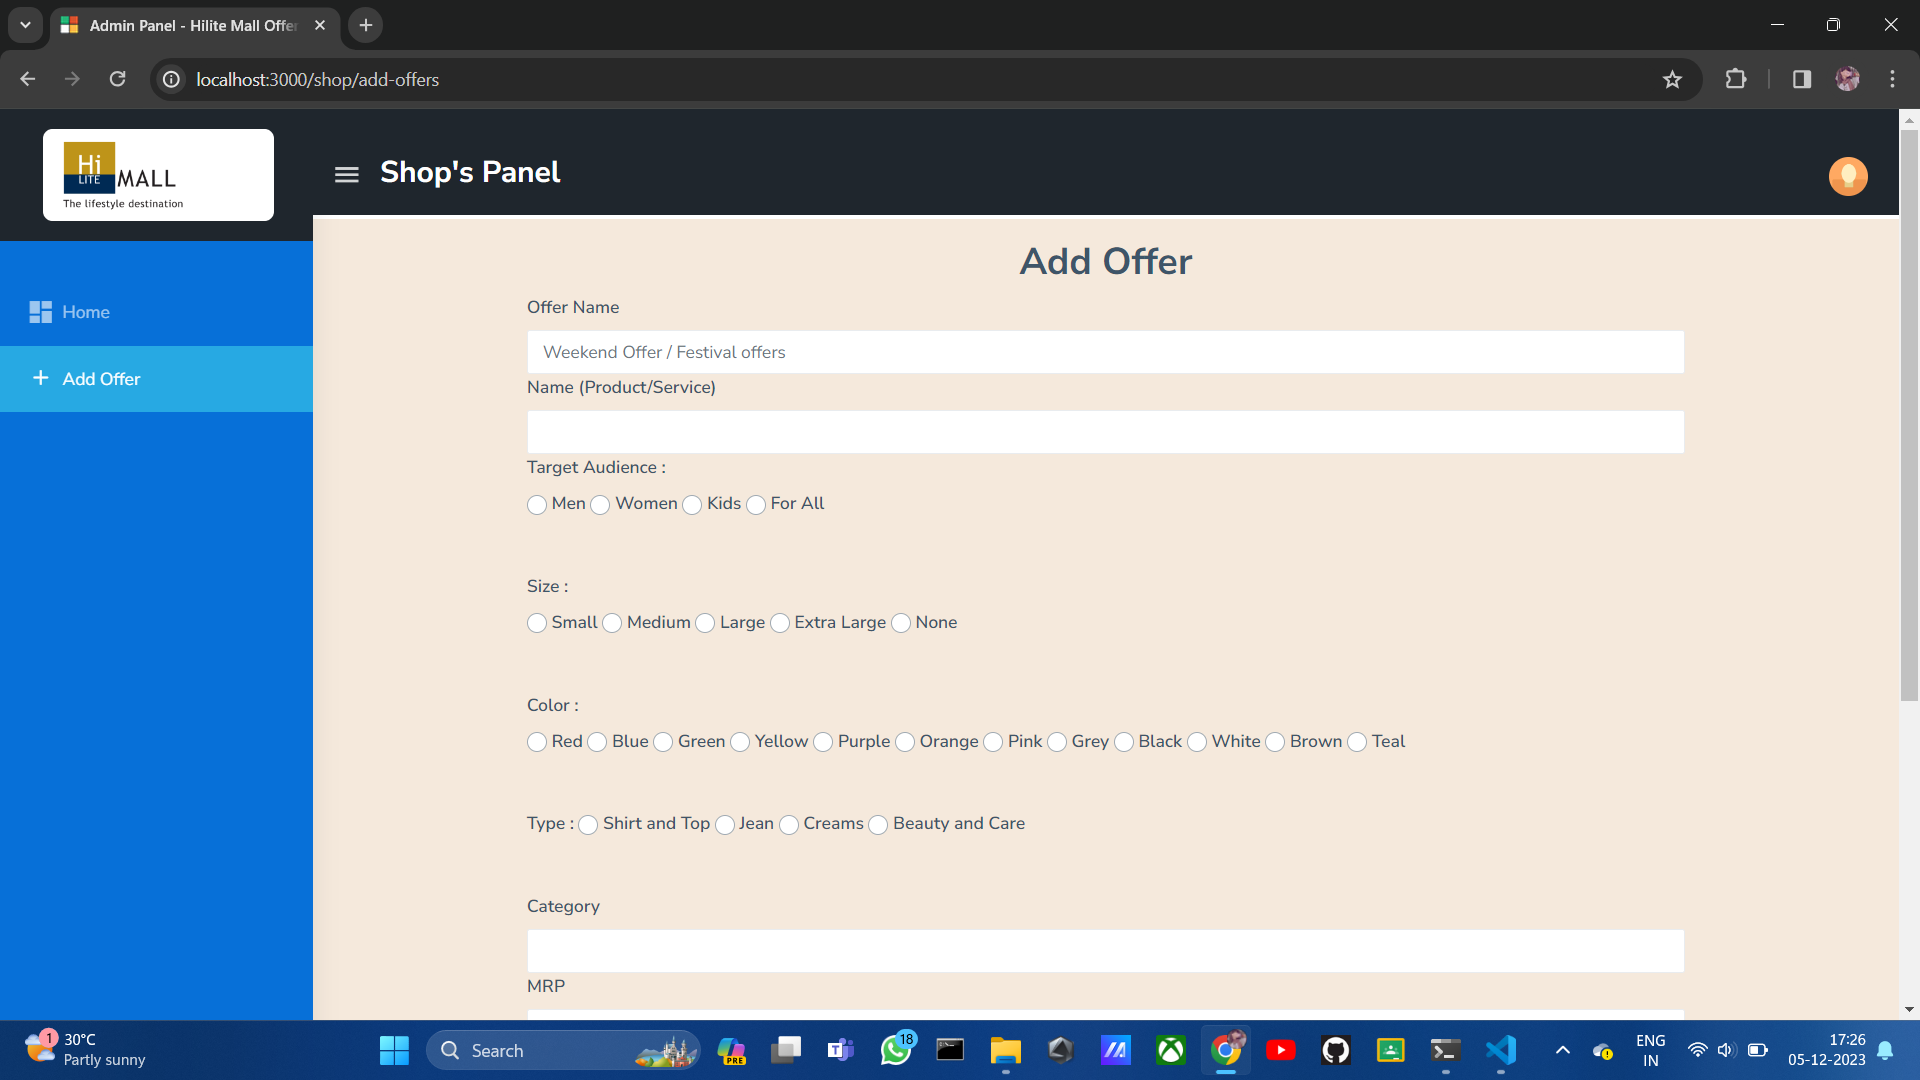 Admin Panel - Hilite Mall Offer
localhost:3000/shop/add-offers
Hi
LITE
MALL
The lifestyle destination
Shop's Panel
Home
Add Offer
Add Offer
Offer Name
Weekend Offer / Festival offers
Name (Product/Service)
Target Audience :
Men Women Kids For All
Size :
Small Medium Large Extra Large None
Color :
Red Blue Green Yellow Purple Orange Pink Grey Black White Brown Teal
Type : Shirt and Top Jean Creams Beauty and Care
Category
MRP
1
30°C
Partly sunny
Search
PRE
18
ENG
IN
17:26
05-12-2023